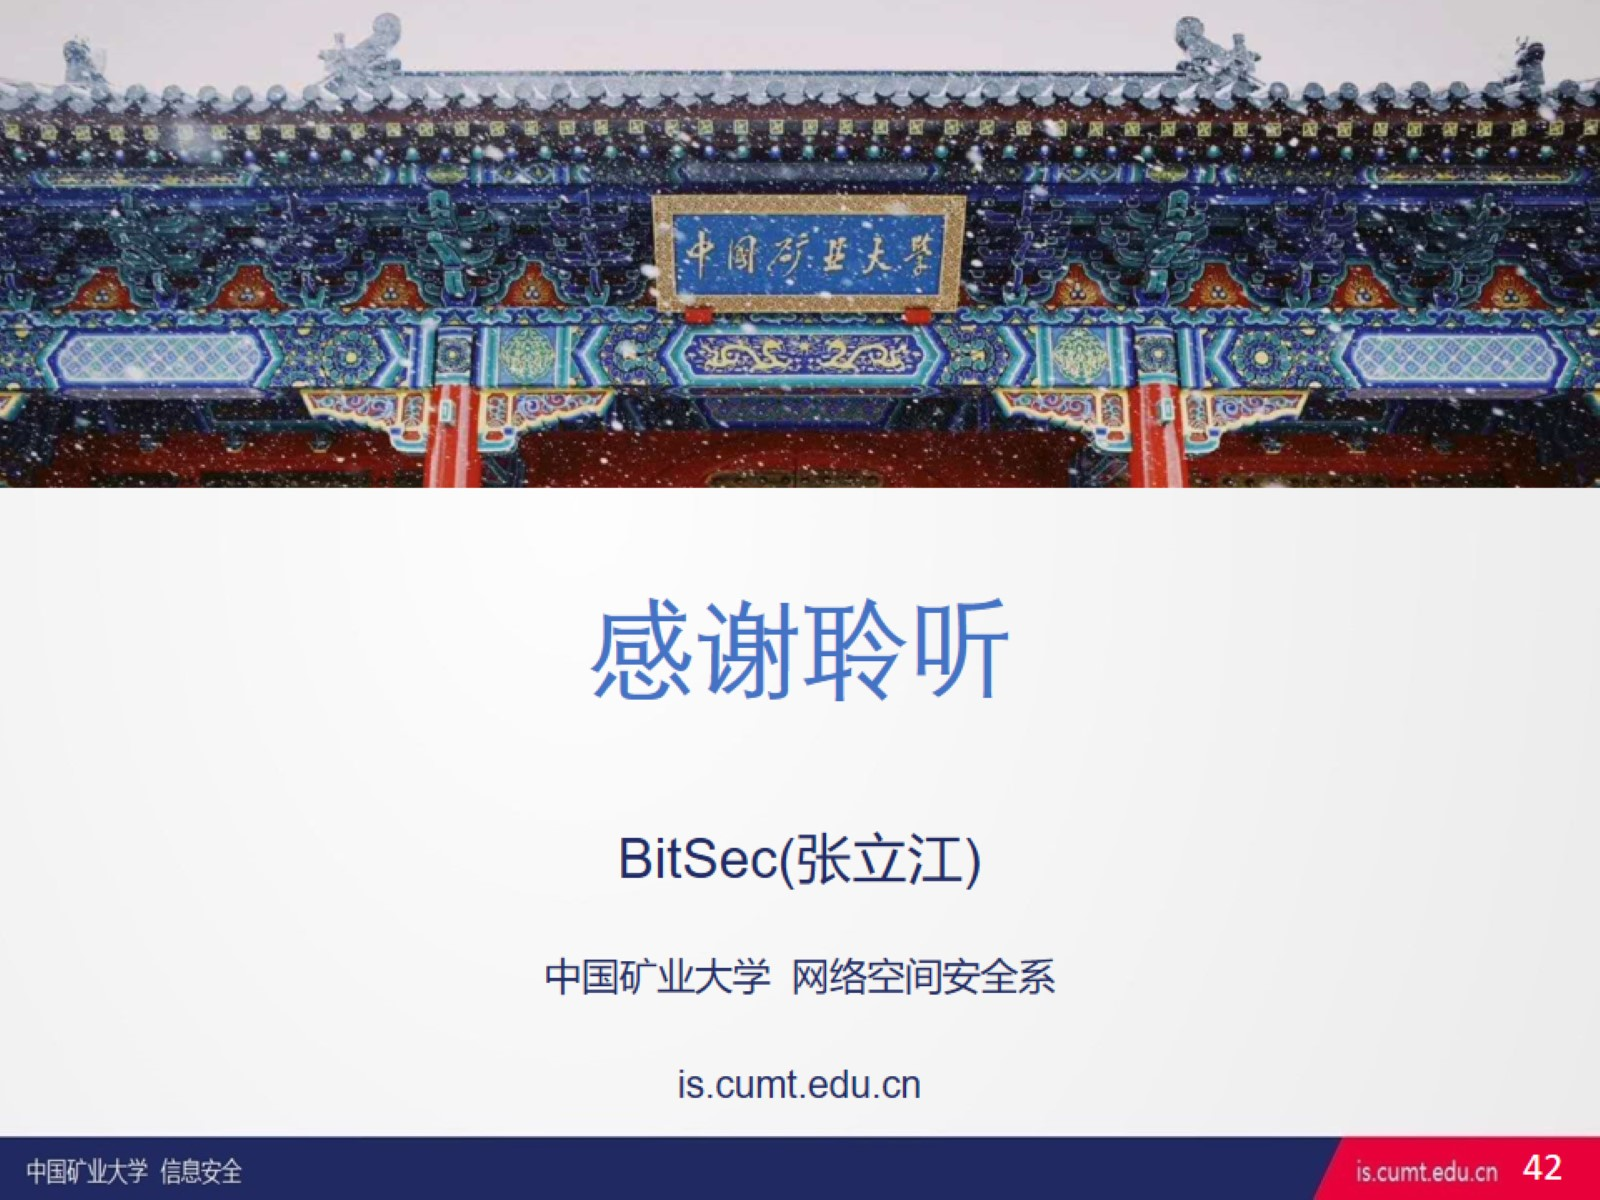 中国矿业大學
感谢聆听
BitSec(张立江)
中国矿业大学 网络空间安全系
is.cumt.edu.cn
中国矿业大学 信息安全
is.cumt.edu.cn 42